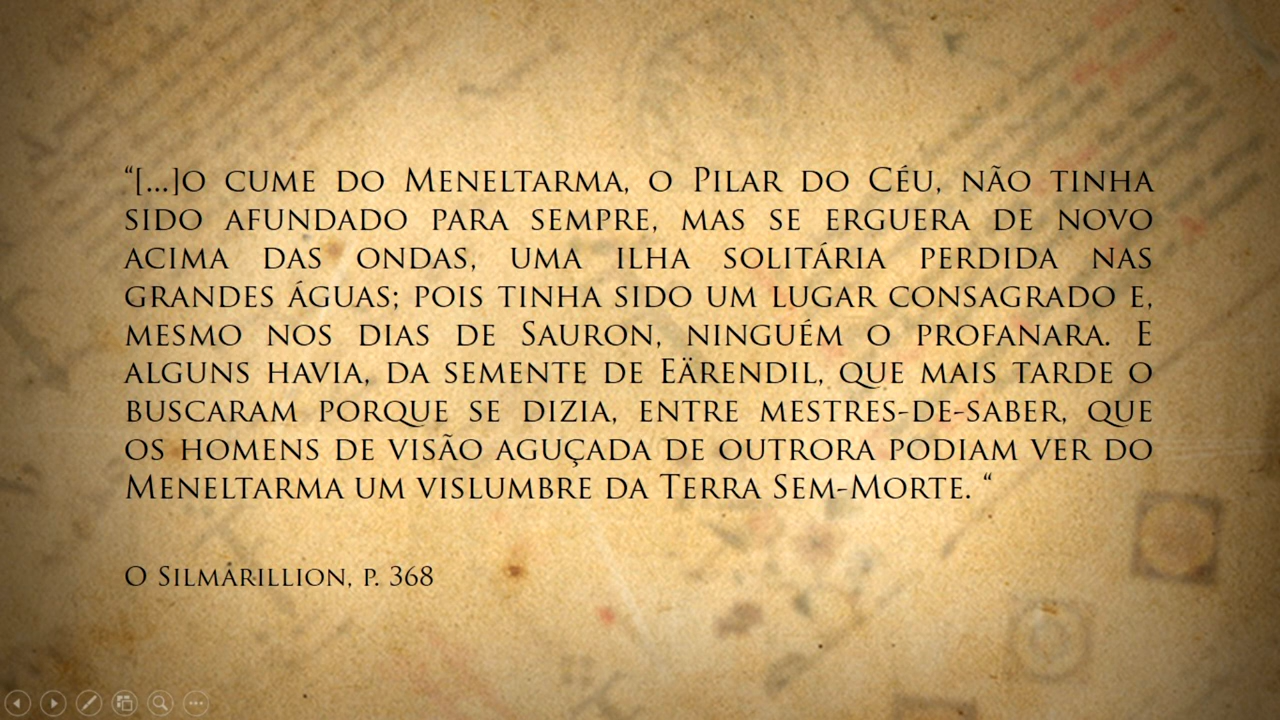 “[...]O CUME DO MENELTARMA, O PILAR DO CÉU, NÃO TINHA
SIDO AFUNDADO PARA SEMPRE, MAS SE ERGUERA DE NOVO
ACIMA DAS ONDAS, UMA ILHA SOLITÁRIA PERDIDA NAS
GRANDES ÁGUAS; POIS TINHA SIDO UM LUGAR CONSAGRADO E,
MESMO NOS DIAS DE SAURON, NINGUÉM O PROFANARA. E
ALGUNS HAVIA, DA SEMENTE DE EÄRENDIL, QUE MAIS TARDE O
BUSCARAM PORQUE SE DIZIA, ENTRE MESTRES-DE-SABER, QUE
OS HOMENS DE VISÃO AGUÇADA DE OUTRORA PODIAM VER DO
MENELTARMA UM VISLUMBRE DA TERRA SEM-MORTE. “
O SILMARILLION, P. 368